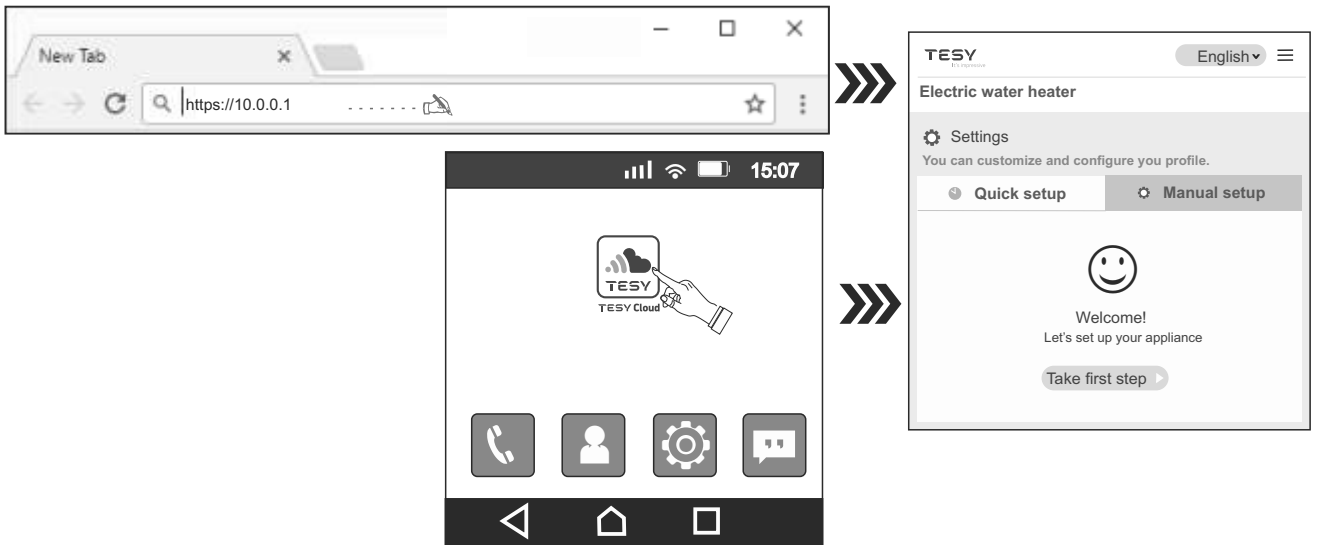 New Tab
https://10.0.0.1 .......
15:07
TESY
TESY Cloud
TESY
It's impressive
English
Electric water heater
Settings
You can customize and configure you profile.
Quick setup
Manual setup
Welcome!
Let's set up your appliance
Take first step